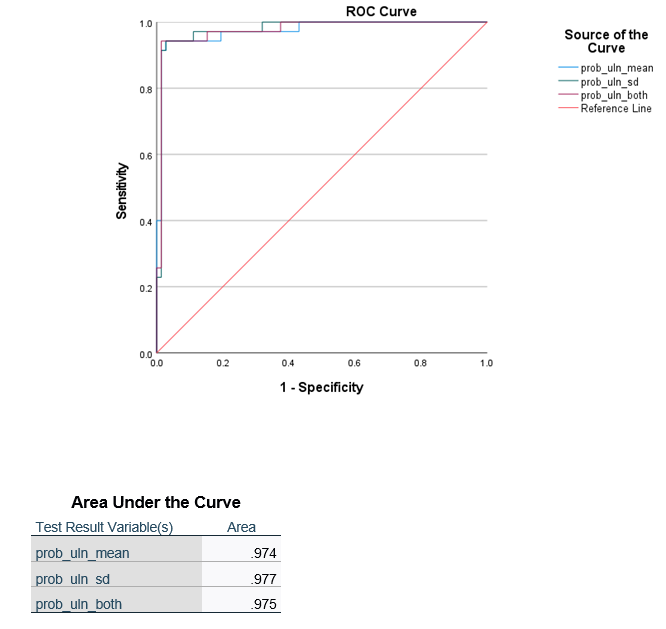 ROC Curve
Source of the
Curve
prob_uln_mean
prob_uln_sd
prob_uln_both
Reference Line
Sensitivity
1.0
0.8
0.6
0.4
0.2
0.0
0.0 0.2 0.4 0.6 0.8 1.0
1 - Specificity
Area Under the Curve
Test Result Variable(s) Area
prob_uln_mean .974
prob_uln_sd .977
prob_uln_both .975